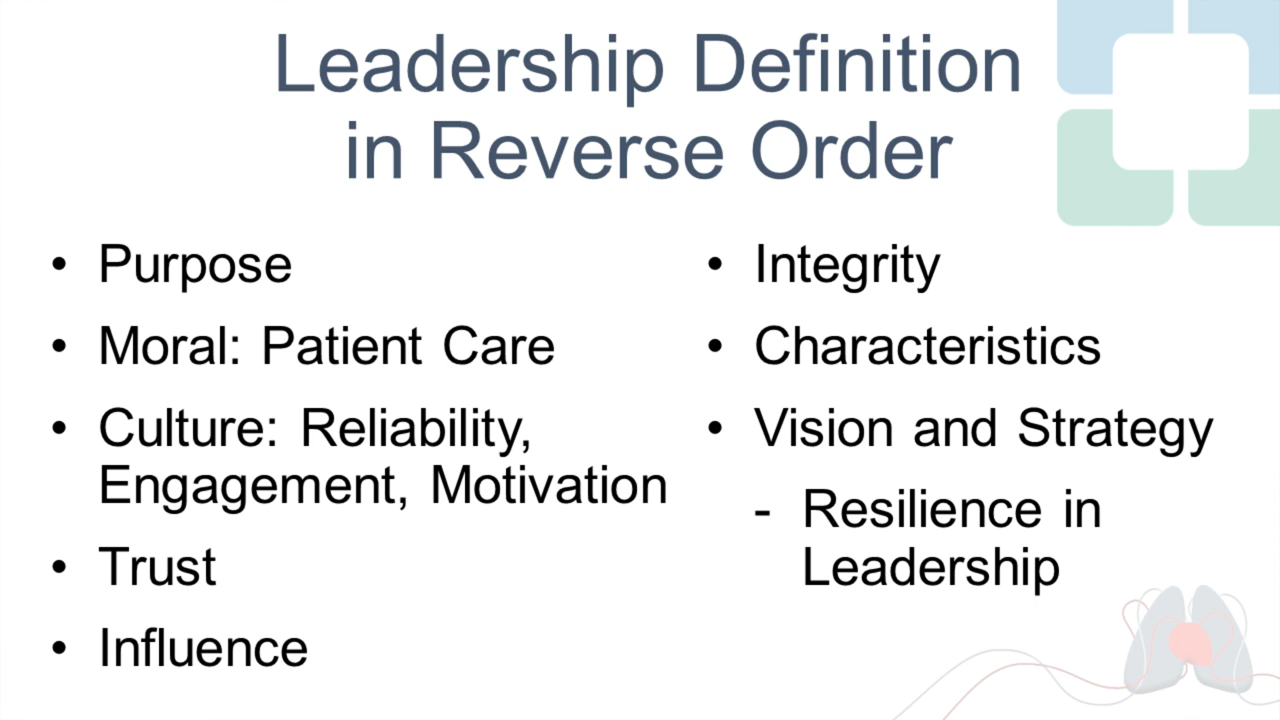 Leadership Definition
in Reverse Order
• Purpose
• Moral: Patient Care
• Culture: Reliability,
Engagement, Motivation
• Trust
• Influence
• Integrity
• Characteristics
• Vision and Strategy
- Resilience in
Leadership